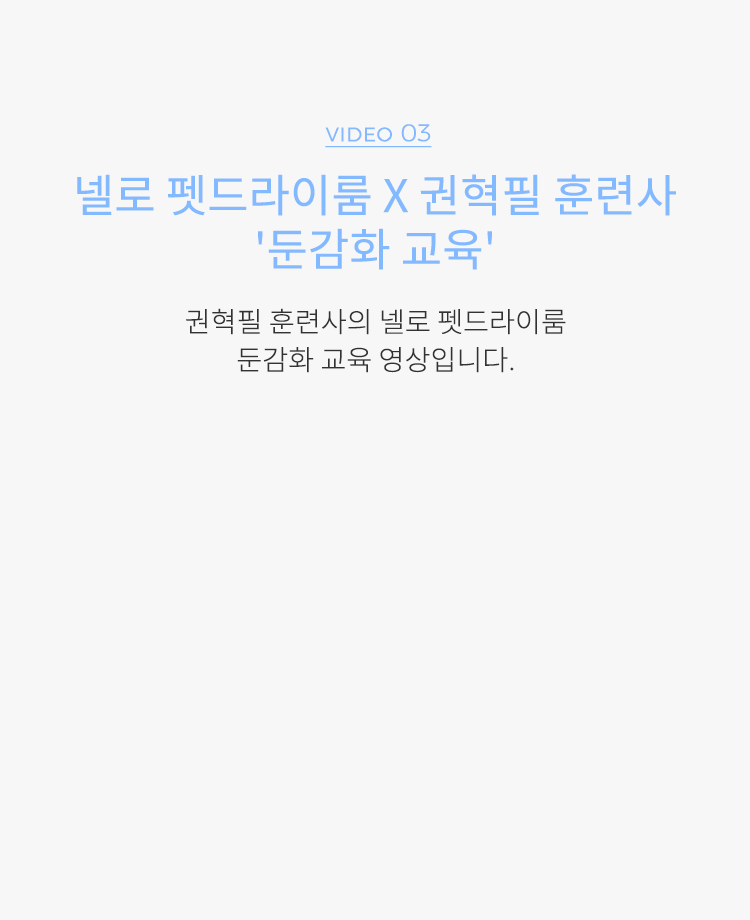 VIDEO 03
넬로 펫드라이룸 X 권혁필 훈련사
'둔감화 교육'
권혁필 훈련사의 넬로 펫드라이룸
둔감화 교육 영상입니다.